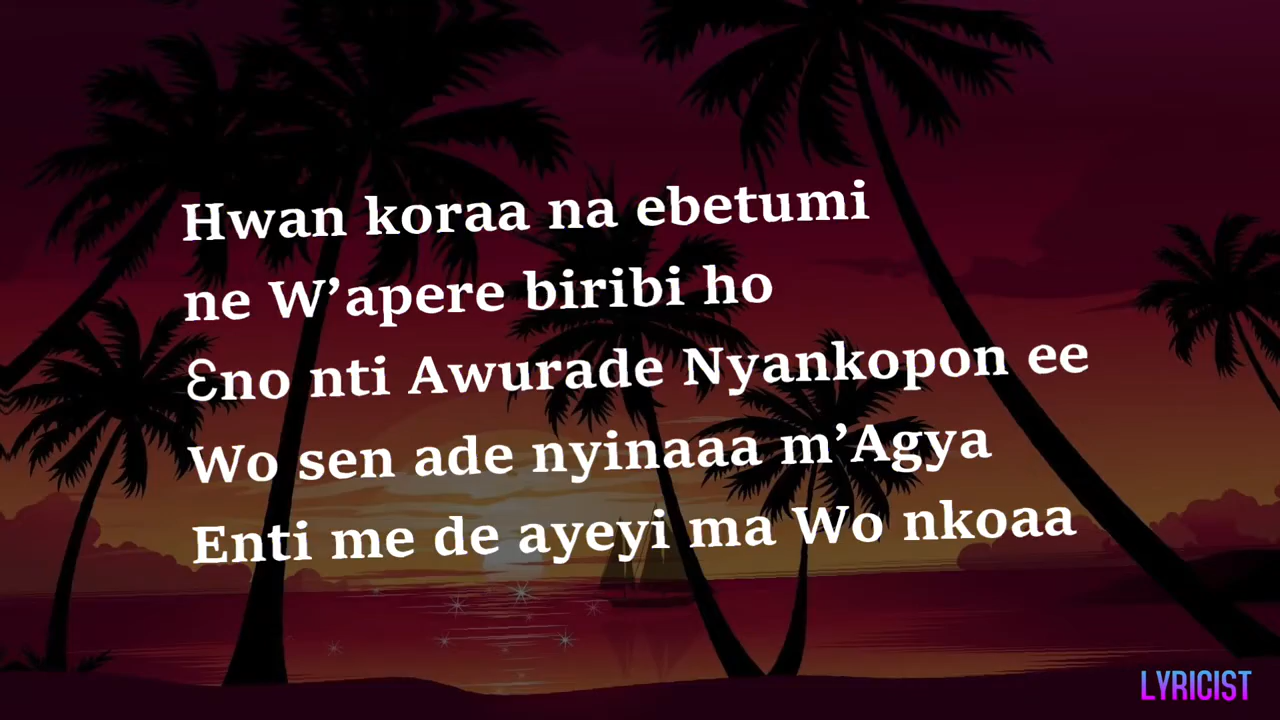 Hwan koraa na ebetumi
ne W’apere biribi ho
Ɛno nti Awurade Nyankopon ee
Wo sen ade nyinaaa m’Agya
Enti me de ayeyi ma Wo nkoaa
LYRICIST